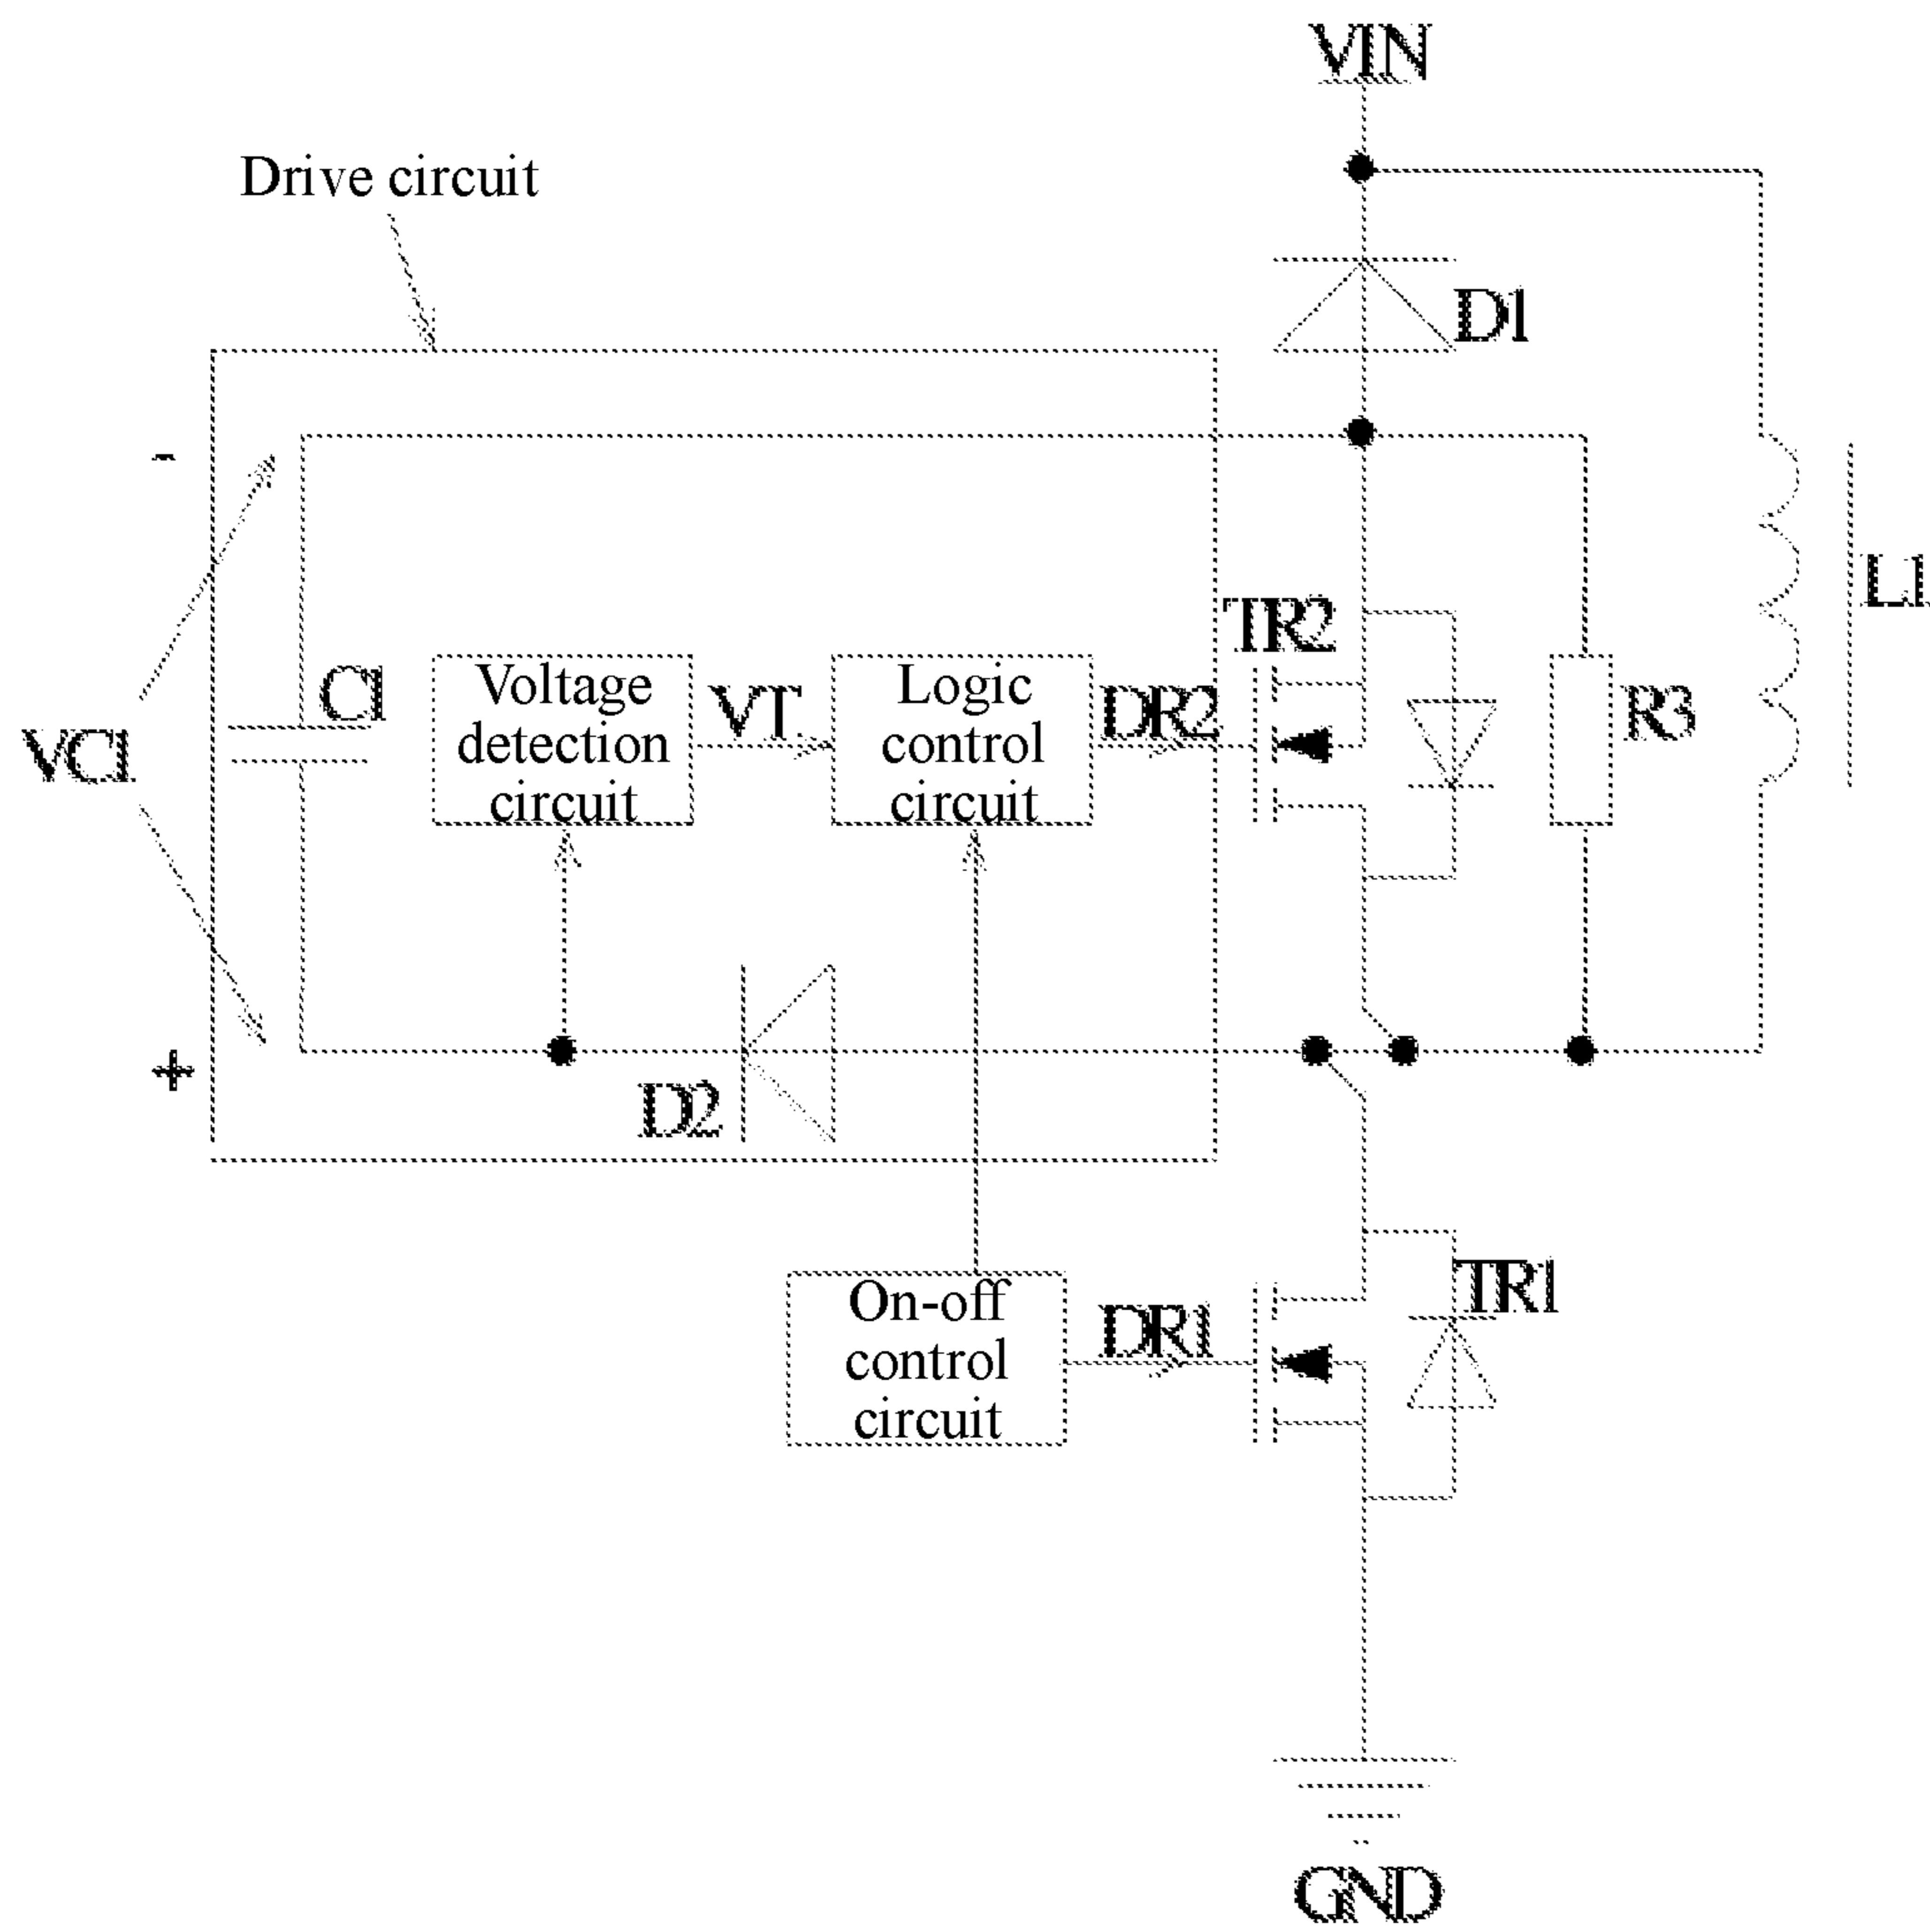 VIN
Drive circuit
D1
-
L1
TR2
C1
Voltage
detection
circuit
VT
Logic
control
circuit
DR2
R3
VC1
+
D2
On-off
control
circuit
DR1
TR1
GND